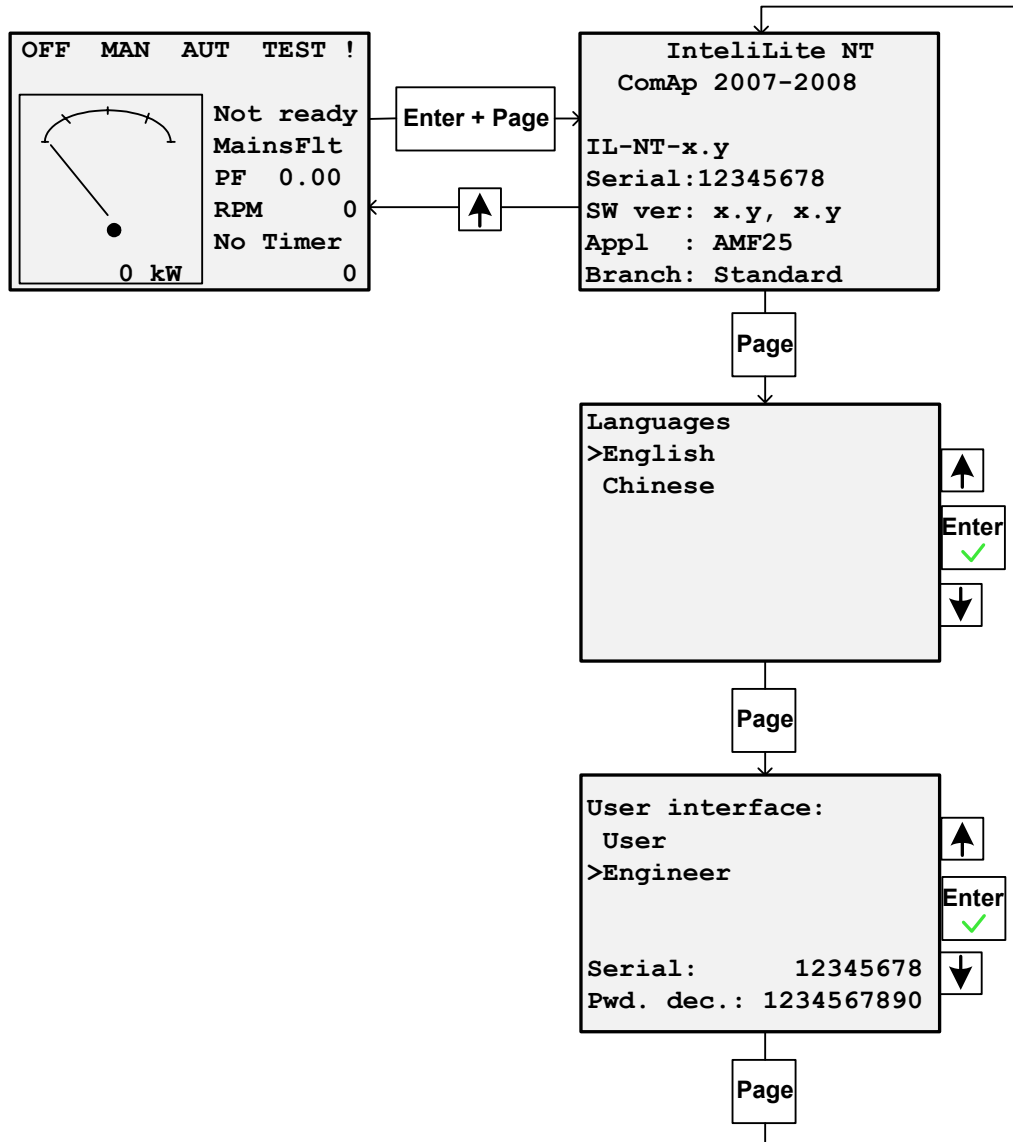 OFF MAN AUT TEST !
Not ready
MainsFlt
PF 0.00
RPM 0
No Timer
0 kW 0
Enter + Page
InteliLite NT
ComAp 2007-2008
IL-NT-x.y
Serial:12345678
SW ver: x.y, x.y
Appl : AMF25
Branch: Standard
Page
Languages
>English
Chinese
Enter
Page
User interface:
User
>Engineer
Serial: 12345678
Pwd. dec.: 1234567890
Enter
Page